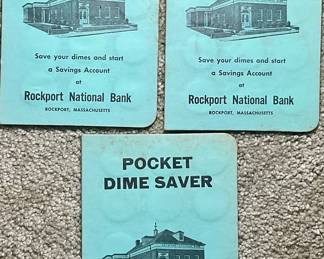 Save your dimes and start
a Savings Account
at
Rockport National Bank
ROCKPORT, MASSACHUSETTS
Save your dimes and start
a Savings Account
at
Rockport National Bank
ROCKPORT, MASSACHUSETTS
POCKET
DIME SAVER